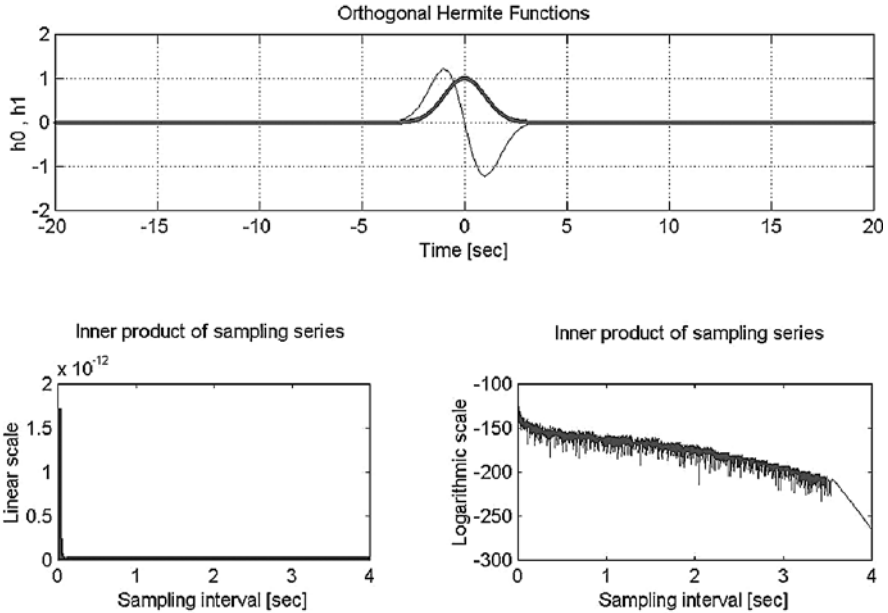 Orthogonal Hermite Functions
2
1
0
-1
-2
h0 , h1
-20 -15 -10 -5 0 5 10 15 20
Time [sec]
Inner product of sampling series
x 10^-12
2
1.5
1
0.5
0
Linear scale
0 1 2 3 4
Sampling interval [sec]
Inner product of sampling series
-100
-150
-200
-250
-300
Logarithmic scale
0 1 2 3 4
Sampling interval [sec]